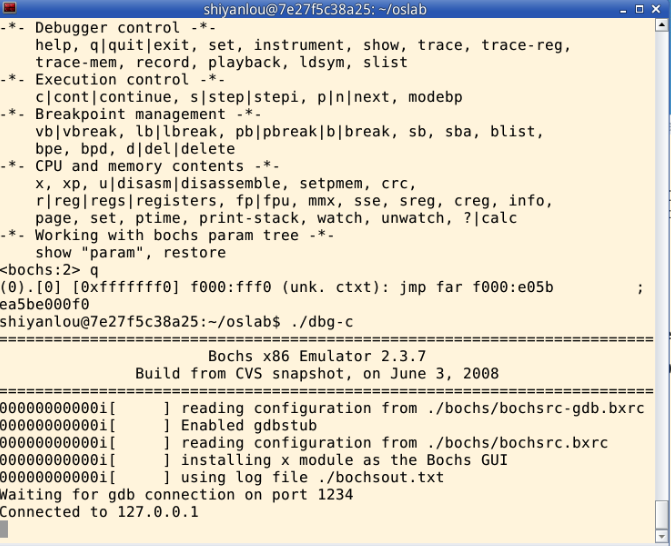 shiyanlou@7e27f5c38a25: ~/oslab
-*- Debugger control -*-
    help, q|quit|exit, set, instrument, show, trace, trace-reg,
    trace-mem, record, playback, ldsym, slist
-*- Execution control -*-
    c|cont|continue, s|step|stepi, p|n|next, modebp
-*- Breakpoint management -*-
    vb|vbreak, lb|lbreak, pb|pbreak|b|break, sb, sba, blist,
    bpe, bpd, d|del|delete
-*- CPU and memory contents -*-
    x, xp, u|disasm|disassemble, setpmem, crc,
    r|reg|regs|registers, fp|fpu, mmx, sse, sreg, creg, info,
    page, set, ptime, print-stack, watch, unwatch, ?|calc
-*- Working with bochs param tree -*-
    show "param", restore
<bochs:2> q
(0).[0] [0xfffffff0] f000:fff0 (unk. ctxt): jmp far f000:e05b         ;
ea5be000f0
shiyanlou@7e27f5c38a25:~/oslab$ ./dbg-c
========================================================================
                       Bochs x86 Emulator 2.3.7
               Build from CVS snapshot, on June 3, 2008
========================================================================
00000000000i[     ] reading configuration from ./bochs/bochsrc-gdb.bxrc
00000000000i[     ] Enabled gdbstub
00000000000i[     ] reading configuration from ./bochs/bochsrc.bxrc
00000000000i[     ] installing x module as the Bochs GUI
00000000000i[     ] using log file ./bochsout.txt
Waiting for gdb connection on port 1234
Connected to 127.0.0.1